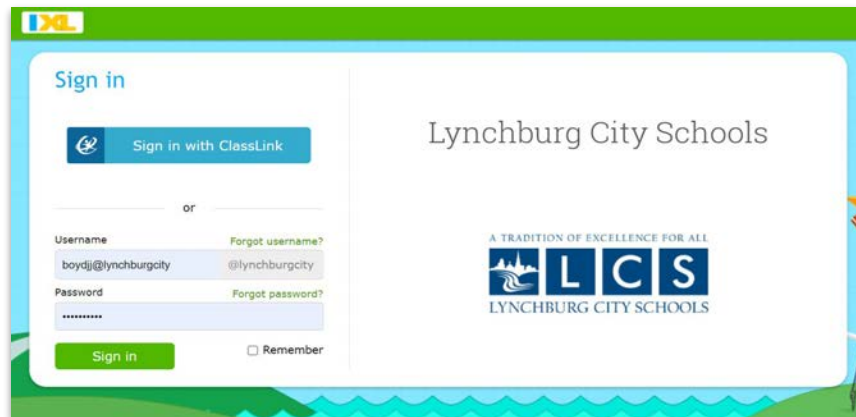 IXL
Sign in
Sign in with ClassLink
or
Username Forgot username?
boydjj@lynchburgcity @lynchburgcity
Password Forgot password?
••••••••••
Sign in Remember
Lynchburg City Schools
A TRADITION OF EXCELLENCE FOR ALL
LCS
LYNCHBURG CITY SCHOOLS